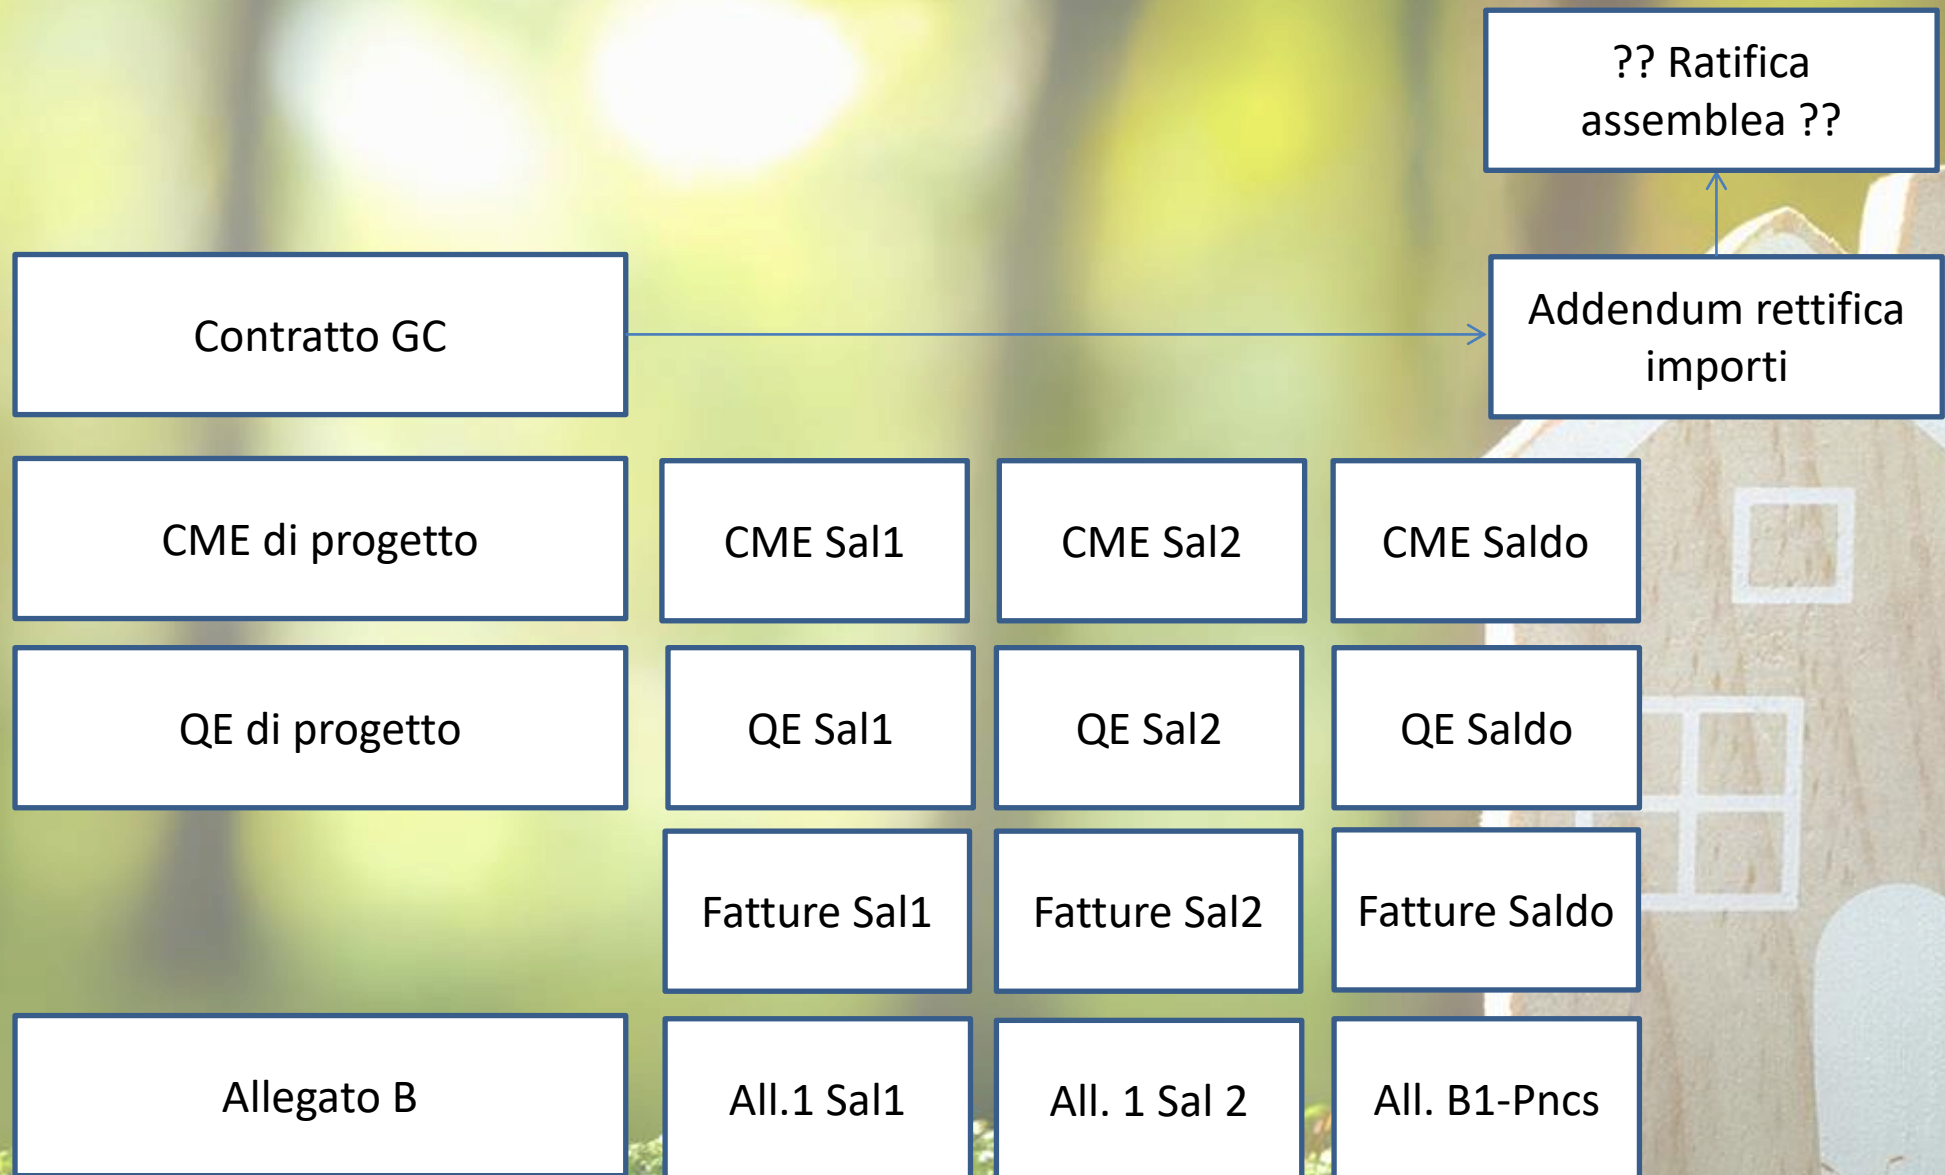 ?? Ratifica
assemblea ??
Contratto GC
Addendum rettifica
importi
CME di progetto
CME Sal1
CME Sal2
CME Saldo
QE di progetto
QE Sal1
QE Sal2
QE Saldo
Fatture Sal1
Fatture Sal2
Fatture Saldo
Allegato B
All.1 Sal1
All. 1 Sal 2
All. B1-Pncs